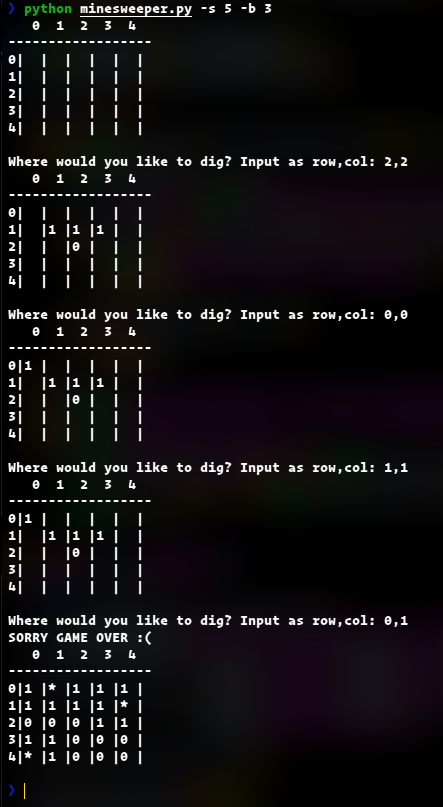 ❯ python minesweeper.py -s 5 -b 3
   0  1  2  3  4
------------------
0|  |  |  |  |  |
1|  |  |  |  |  |
2|  |  |  |  |  |
3|  |  |  |  |  |
4|  |  |  |  |  |
Where would you like to dig? Input as row,col: 2,2
   0  1  2  3  4
------------------
0|  |  |  |  |  |
1|  |1 |1 |1 |  |
2|  |  |0 |  |  |
3|  |  |  |  |  |
4|  |  |  |  |  |
Where would you like to dig? Input as row,col: 0,0
   0  1  2  3  4
------------------
0|1 |  |  |  |  |
1|  |1 |1 |1 |  |
2|  |  |0 |  |  |
3|  |  |  |  |  |
4|  |  |  |  |  |
Where would you like to dig? Input as row,col: 1,1
   0  1  2  3  4
------------------
0|1 |  |  |  |  |
1|  |1 |1 |1 |  |
2|  |  |0 |  |  |
3|  |  |  |  |  |
4|  |  |  |  |  |
Where would you like to dig? Input as row,col: 0,1
SORRY GAME OVER :(
   0  1  2  3  4
------------------
0|1 |* |1 |1 |1 |
1|1 |1 |1 |1 |* |
2|0 |0 |0 |1 |1 |
3|1 |1 |0 |0 |0 |
4|* |1 |0 |0 |0 |
❯